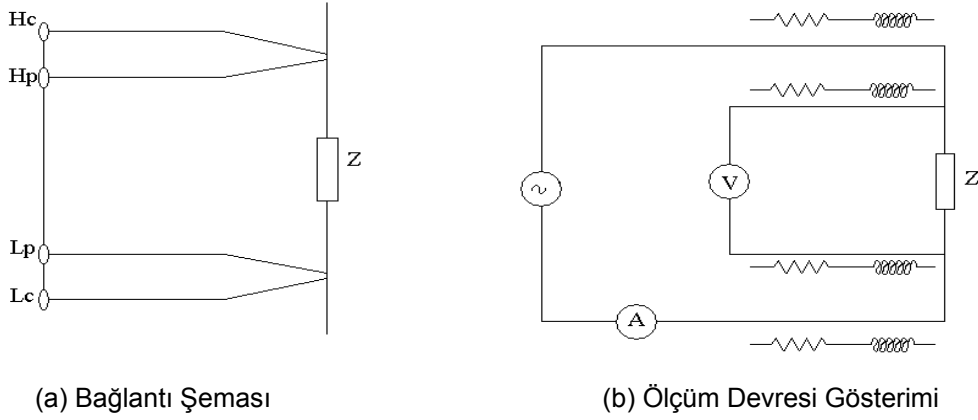 Hc
Hp
Z
Lp
Lc
V
Z
A
(a) Bağlantı Şeması
(b) Ölçüm Devresi Gösterimi